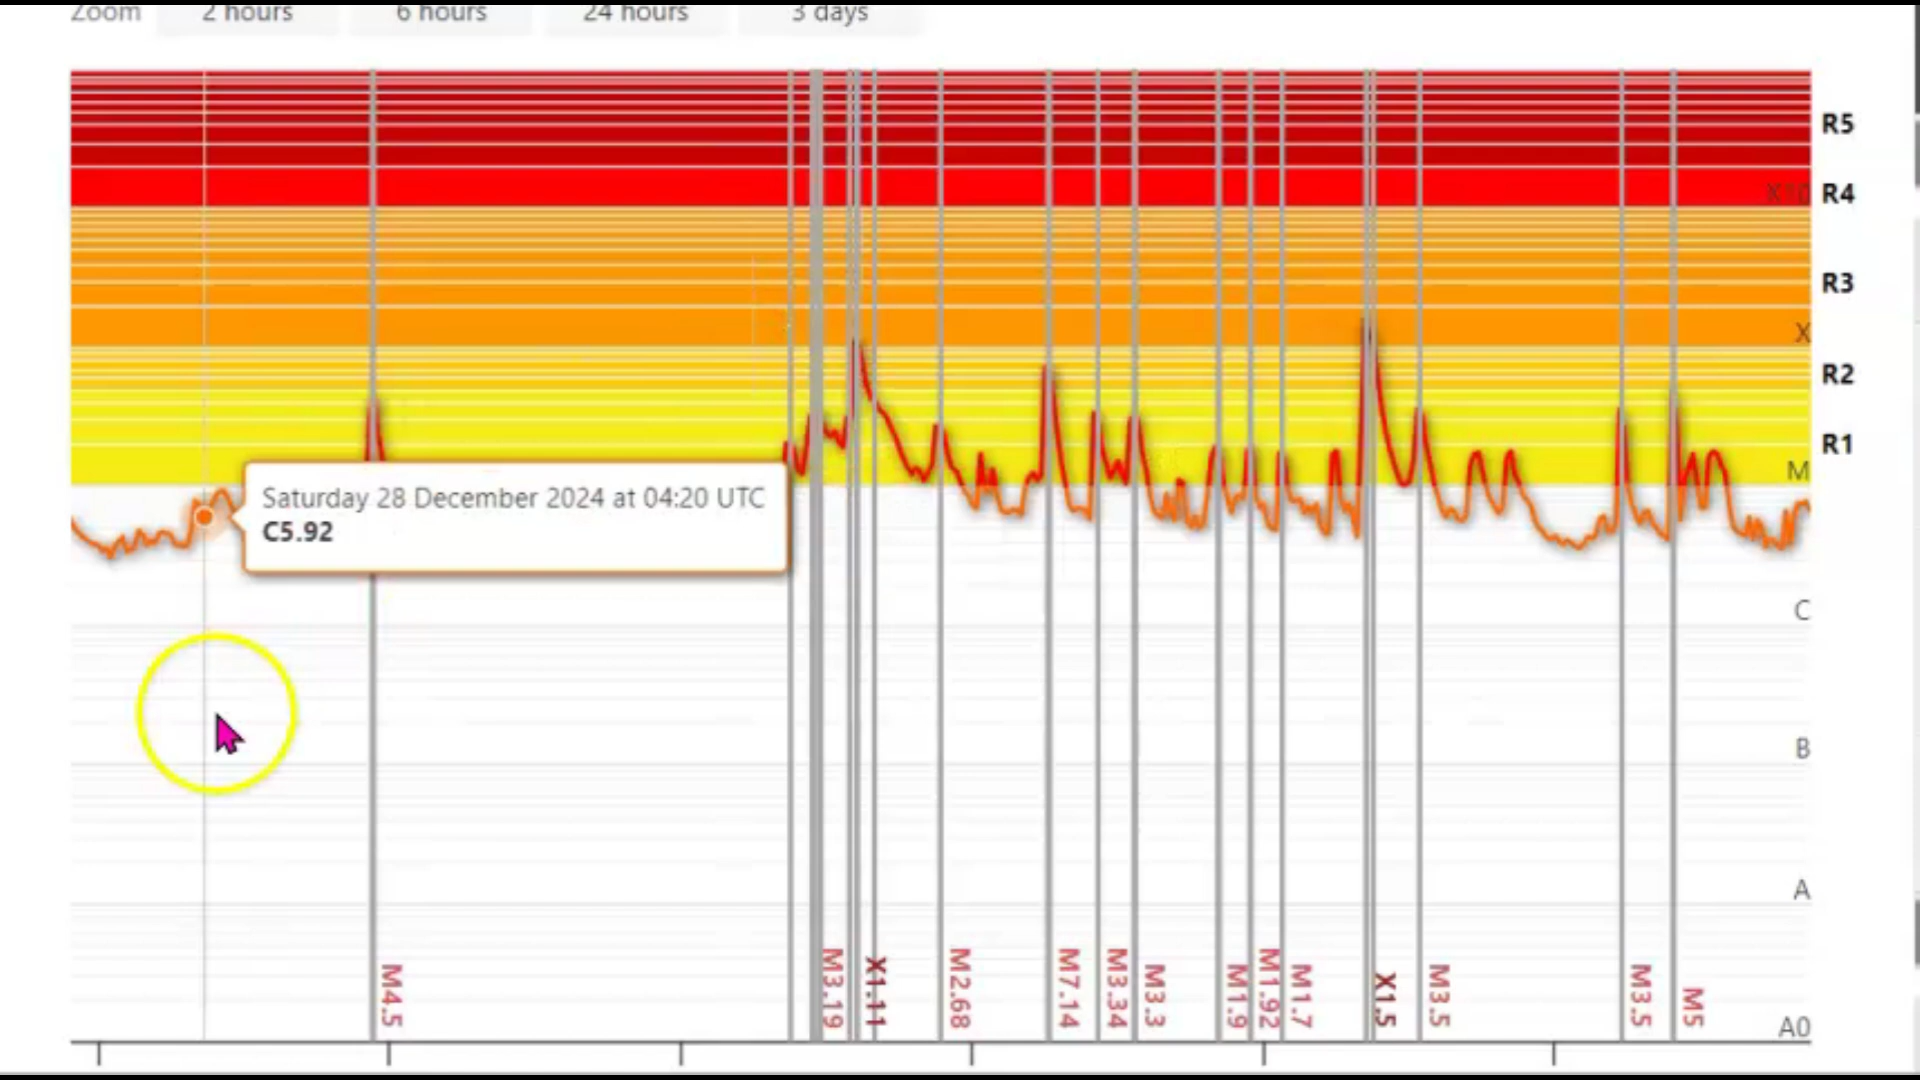 Zoom 2 hours 6 hours 24 hours 3 days
R5
X10 R4
R3
X
R2
R1
M
Saturday 28 December 2024 at 04:20 UTC
C5.92
C
B
A
M4.5 M3.19 X1.11 M2.68 M7.14 M3.34 M3.3 M1.9 M1.92 M1.7 X1.5 M3.5 M3.5 M5
A0